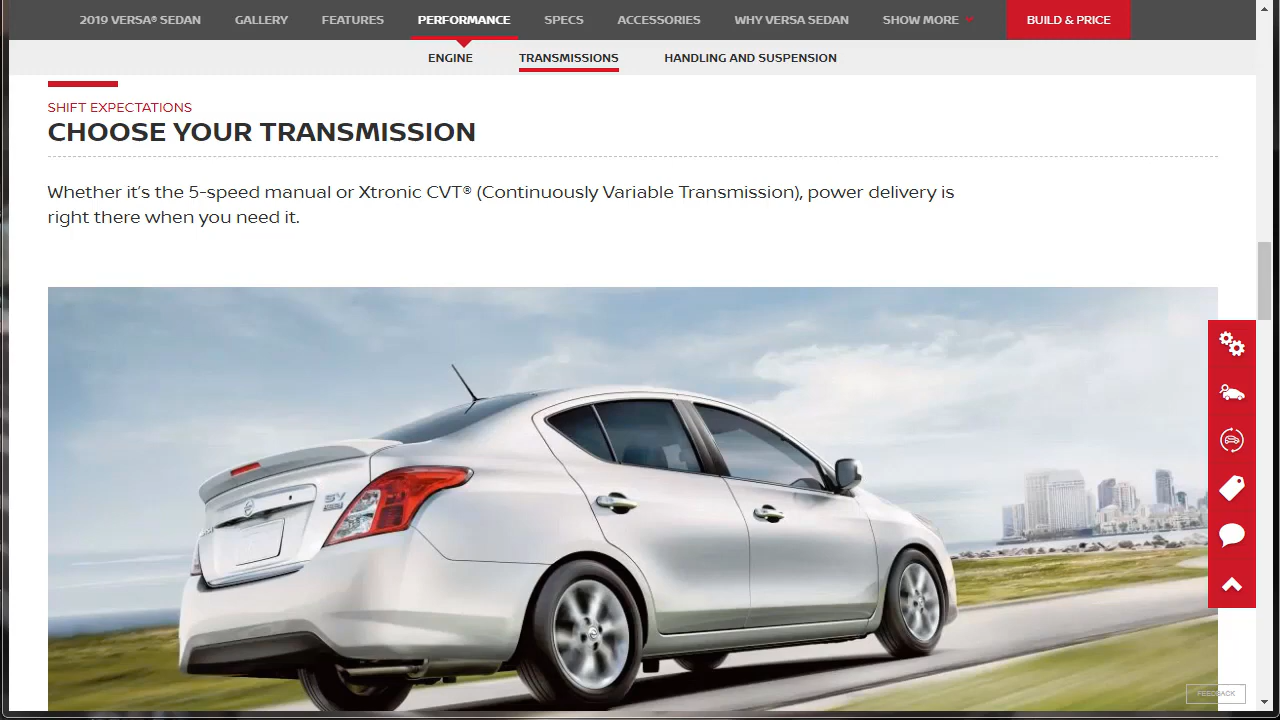 2019 VERSA® SEDAN GALLERY FEATURES PERFORMANCE SPECS ACCESSORIES WHY VERSA SEDAN SHOW MORE BUILD & PRICE
ENGINE TRANSMISSIONS HANDLING AND SUSPENSION
SHIFT EXPECTATIONS
CHOOSE YOUR TRANSMISSION
Whether it's the 5-speed manual or Xtronic CVT® (Continuously Variable Transmission), power delivery is
right there when you need it.
SV
FEEDBACK